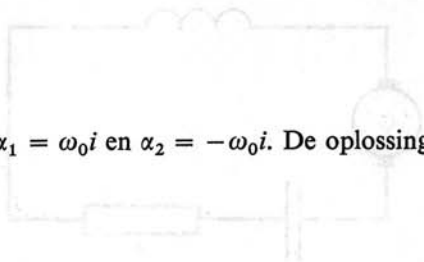 α₁ = ω₀i en α₂ = −ω₀i. De oplossing